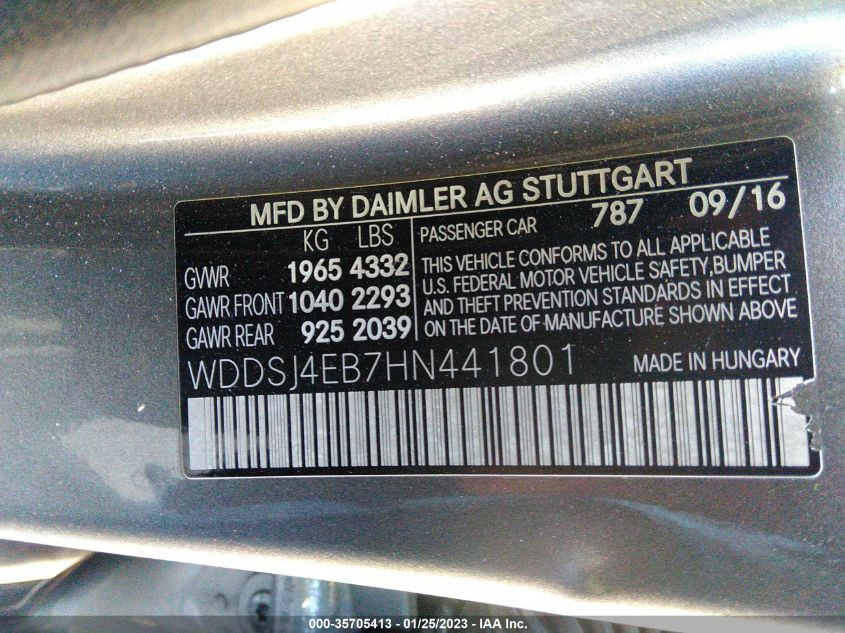 MFD BY DAIMLER AG STUTTGART
KG LBS
GVWR 1965 4332
GAWR FRONT 1040 2293
GAWR REAR 925 2039
PASSENGER CAR 787 09/16
THIS VEHICLE CONFORMS TO ALL APPLICABLE
U.S. FEDERAL MOTOR VEHICLE SAFETY, BUMPER
AND THEFT PREVENTION STANDARDS IN EFFECT
ON THE DATE OF MANUFACTURE SHOWN ABOVE
WDDSJ4EB7HN441801 MADE IN HUNGARY
000-35705413 - 01/25/2023 - IAA Inc.